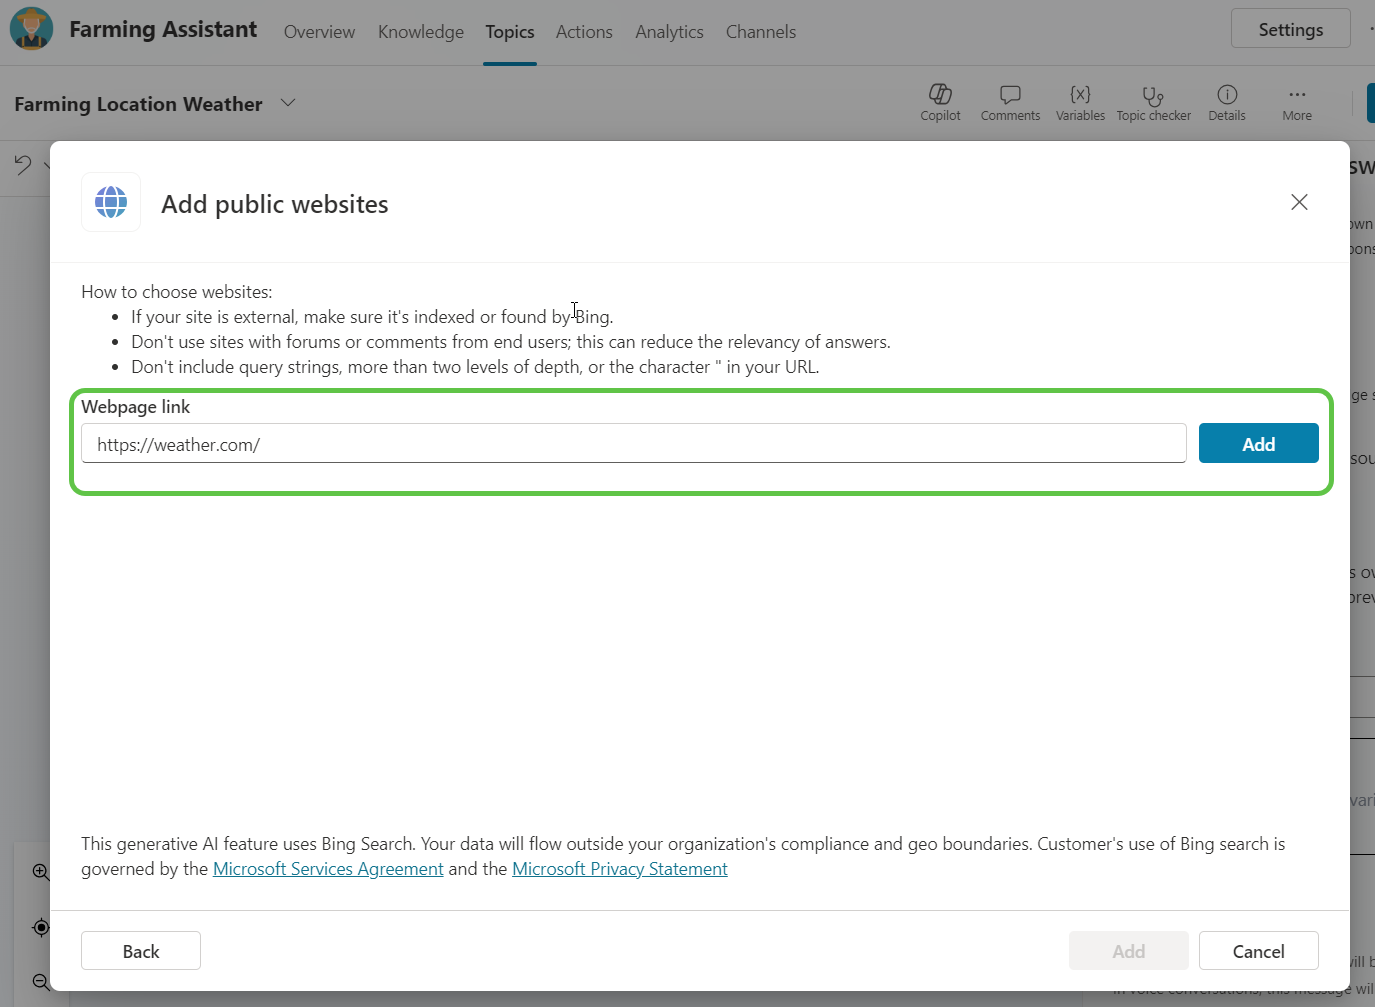 Farming Assistant Overview Knowledge Topics Actions Analytics Channels Settings
Farming Location Weather Copilot Comments {x} Variables Topic checker Details More
Add public websites
How to choose websites:
• If your site is external, make sure it's indexed or found by Bing.
• Don't use sites with forums or comments from end users; this can reduce the relevancy of answers.
• Don't include query strings, more than two levels of depth, or the character " in your URL.
Webpage link
https://weather.com/ Add
This generative AI feature uses Bing Search. Your data will flow outside your organization's compliance and geo boundaries. Customer's use of Bing search is
governed by the Microsoft Services Agreement and the Microsoft Privacy Statement
Back Add Cancel